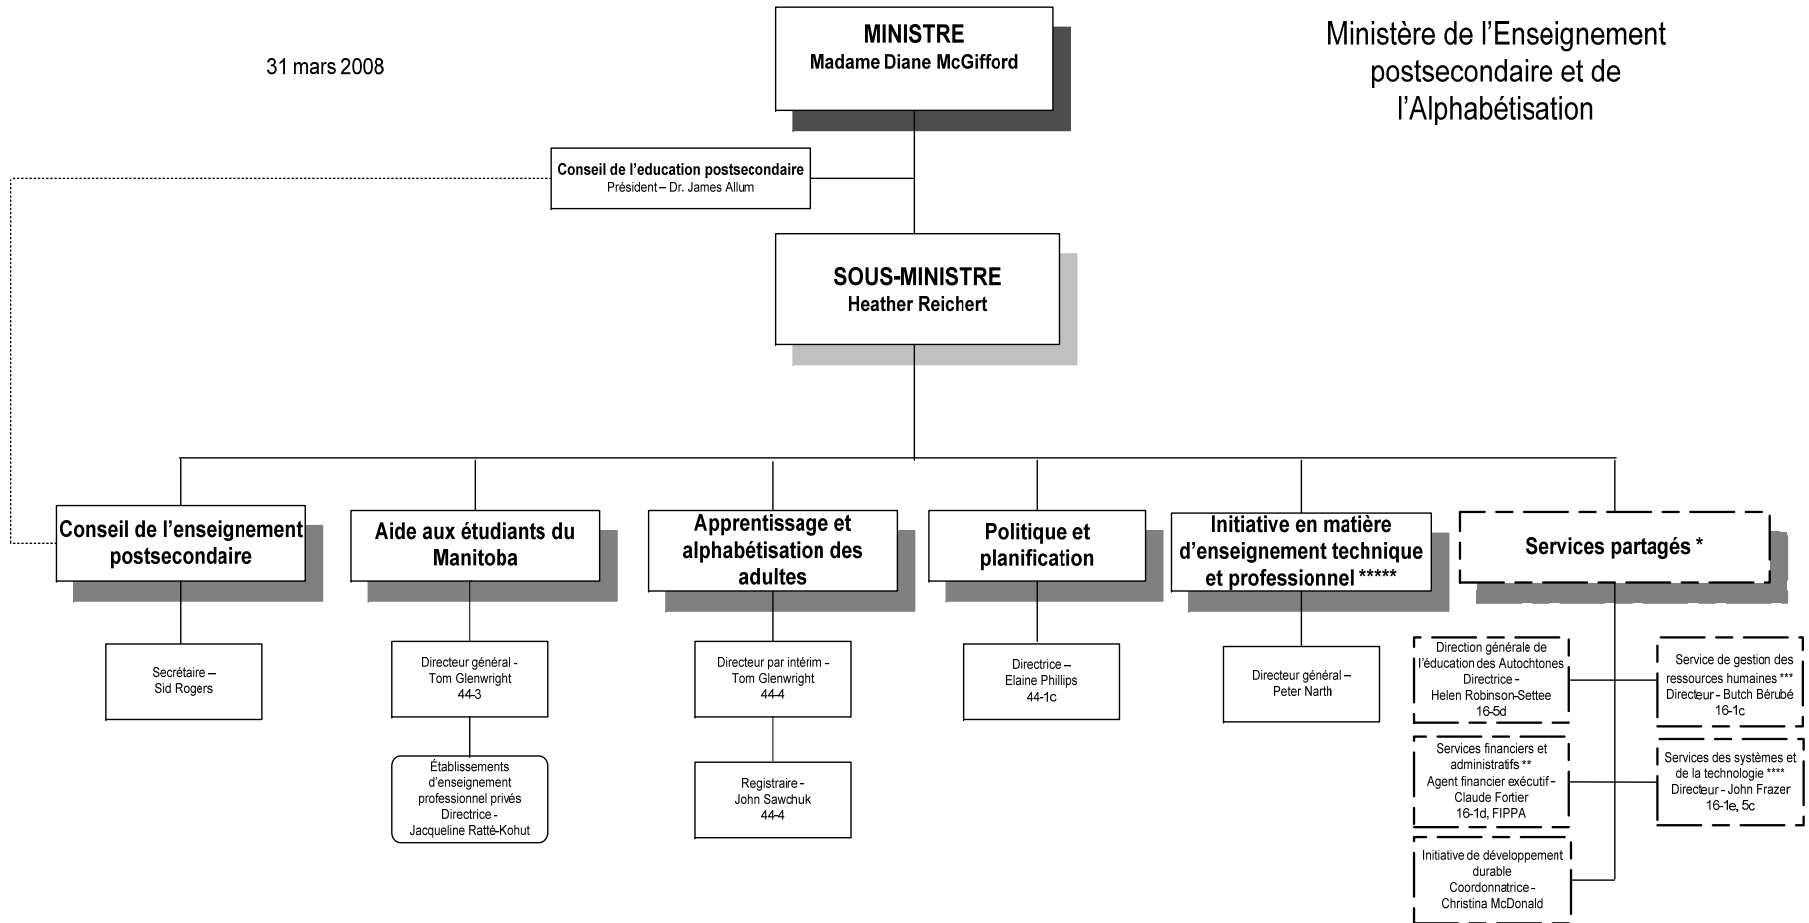 31 mars 2008
MINISTRE
Madame Diane McGifford
Ministère de l'Enseignement
postsecondaire et de
l'Alphabétisation
Conseil de l'education postsecondaire
Président – Dr. James Allum
SOUS-MINISTRE
Heather Reichert
Conseil de l'enseignement
postsecondaire
Aide aux étudiants du
Manitoba
Apprentissage et
alphabétisation des
adultes
Politique et
planification
Initiative en matière
d'enseignement technique
et professionnel *****
Services partagés *
Secrétaire –
Sid Rogers
Directeur général -
Tom Glenwright
44-3
Directeur par intérim -
Tom Glenwright
44-4
Directrice –
Elaine Phillips
44-1c
Directeur général –
Peter Narth
Direction générale de
l'éducation des Autochtones
Directrice -
Helen Robinson-Settee
16-5d
Service de gestion des
ressources humaines ***
Directeur - Butch Bérubé
16-1c
Établissements
d'enseignement
professionnel privés
Directrice -
Jacqueline Ratté-Kohut
Registraire -
John Sawchuk
44-4
Services financiers et
administratifs **
Agent financier exécutif -
Claude Fortier
16-1d, FIPPA
Services des systèmes et
de la technologie ****
Directeur - John Frazer
16-1e, 5c
Initiative de développement
durable
Coordonnatrice -
Christina McDonald